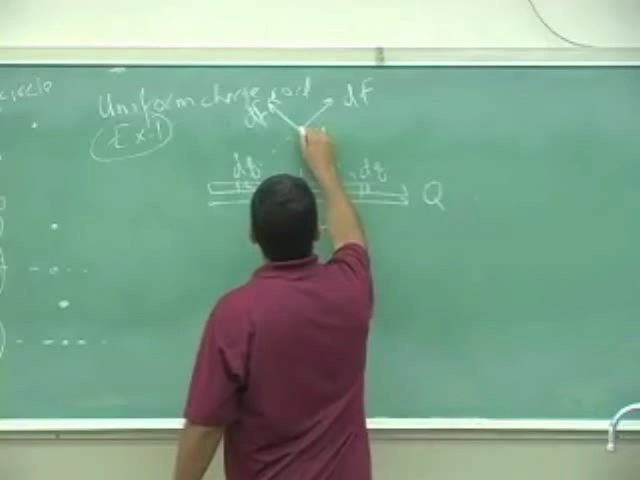 circle
Uniform charge rod
Ex-1
dF dF
dq dq
Q